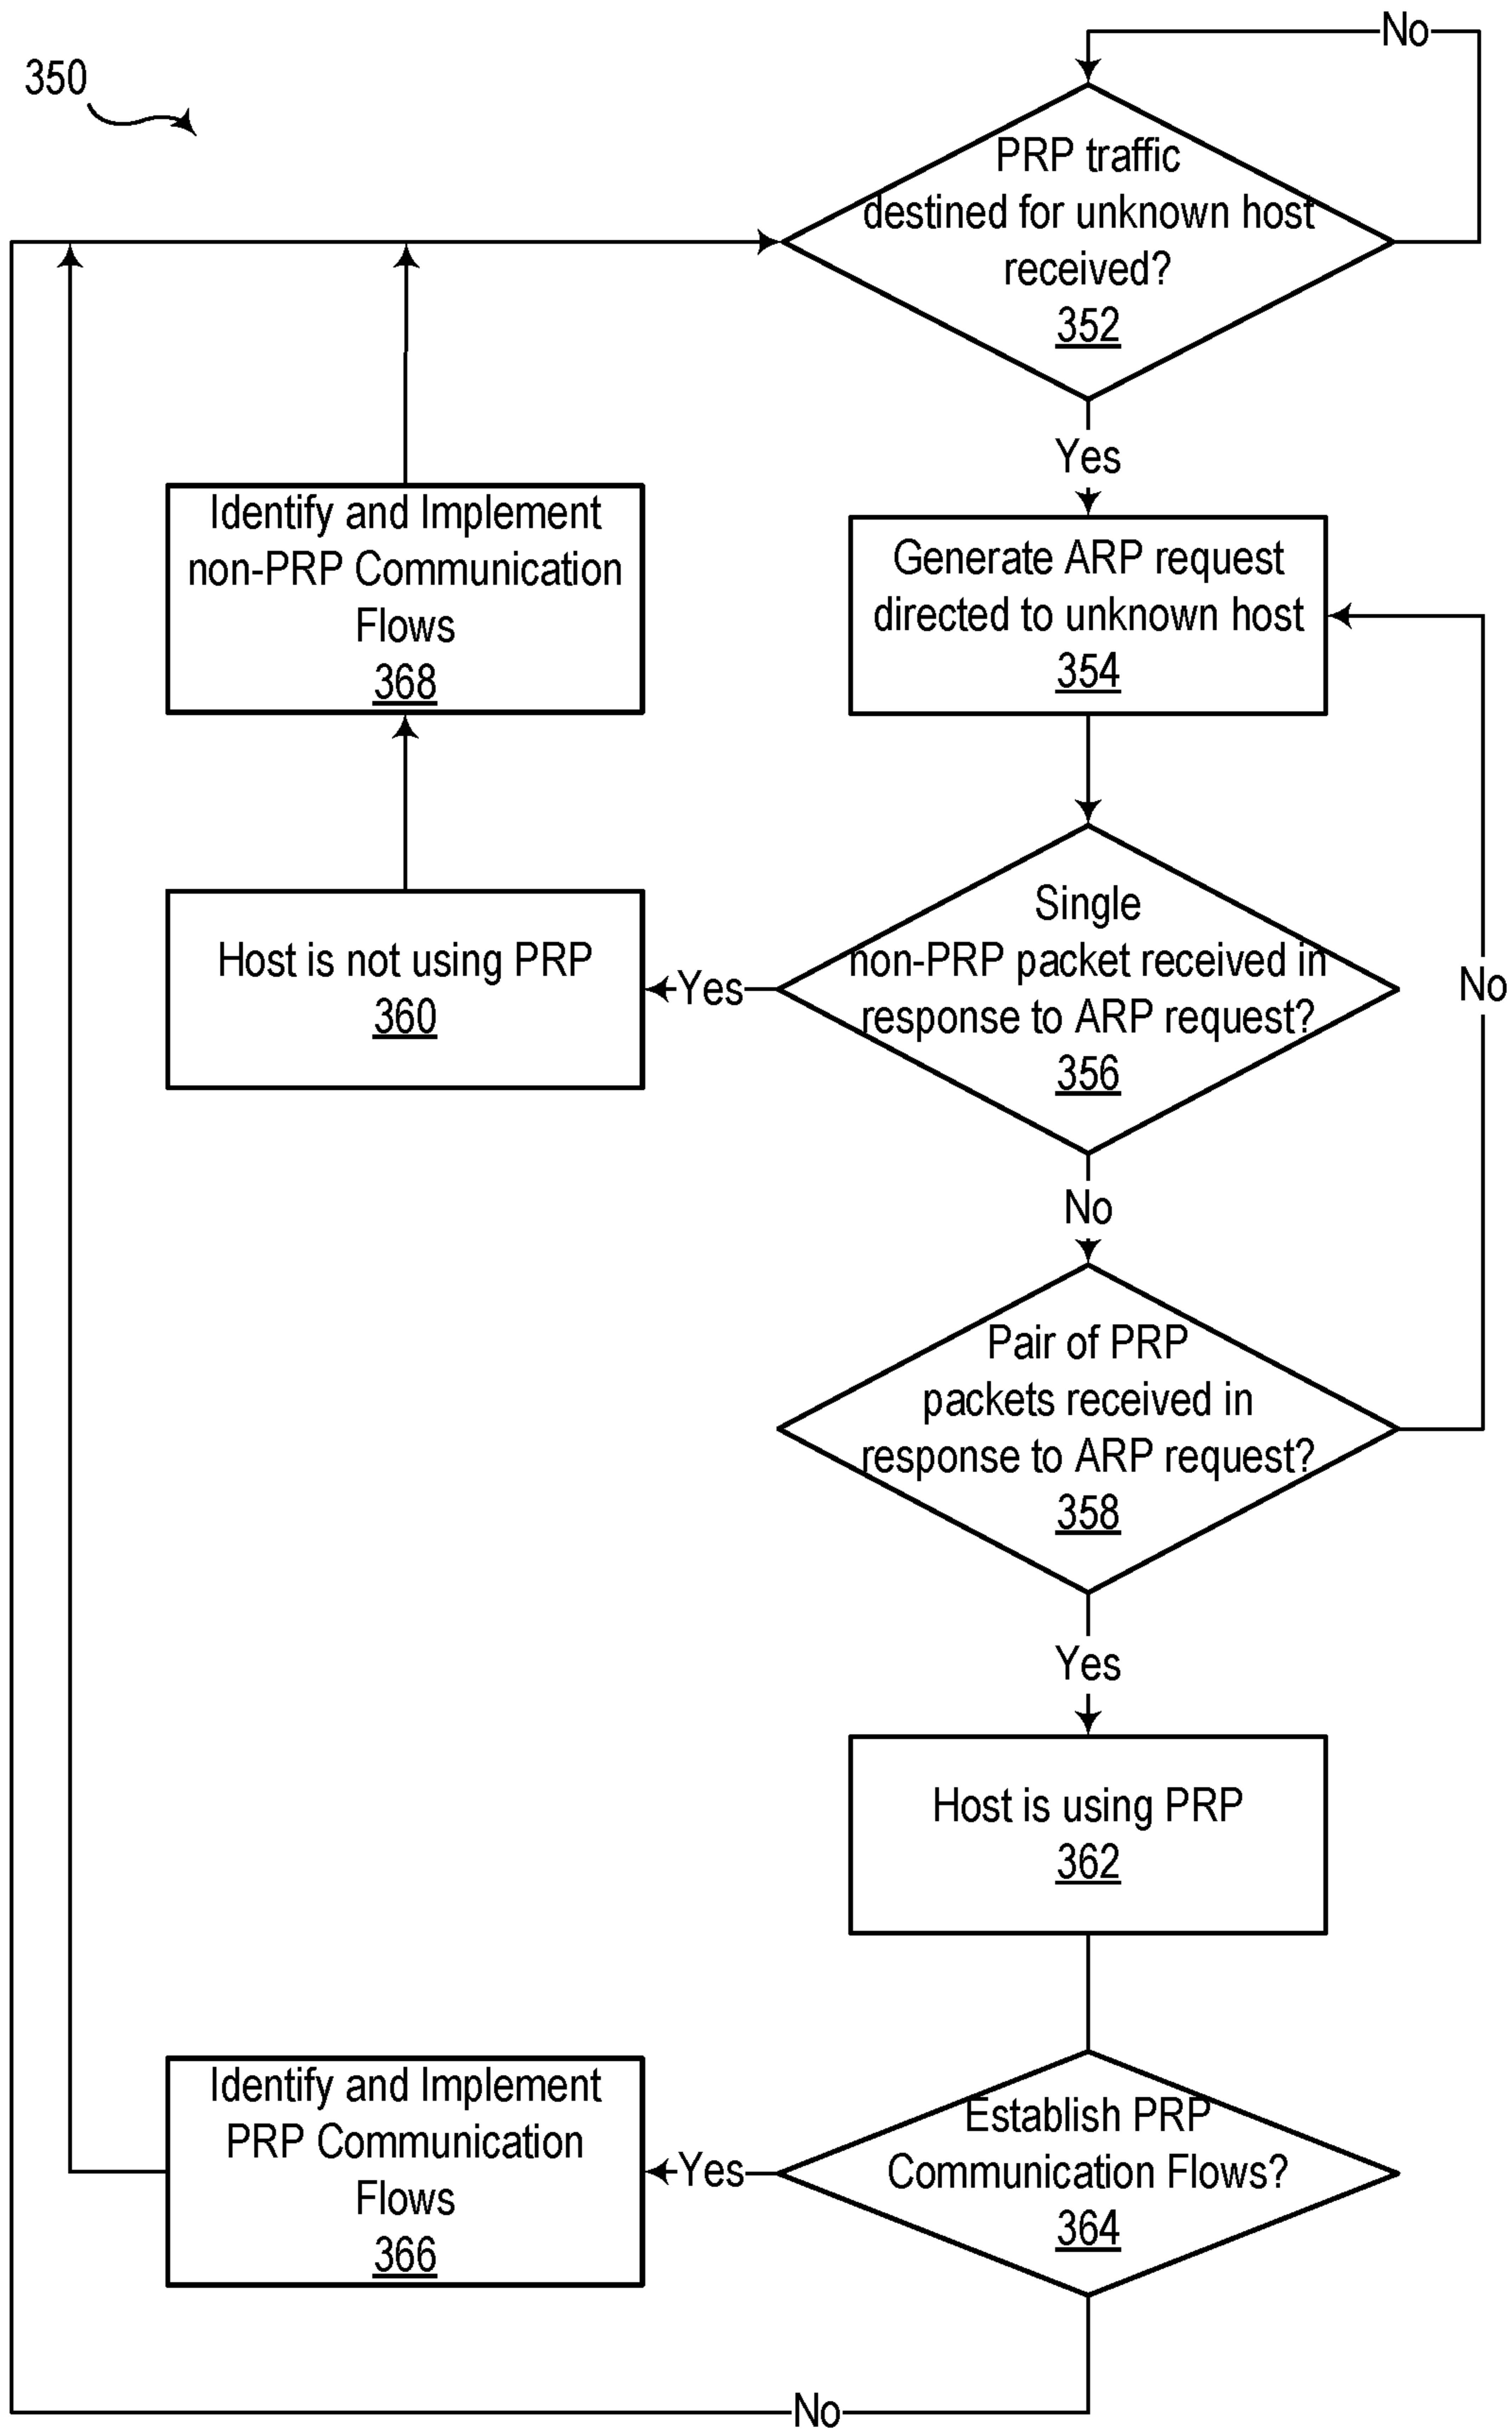 No
350
PRP traffic
destined for unknown host
received?
352
Yes
Identify and Implement
non-PRP Communication
Flows
368
Generate ARP request
directed to unknown host
354
Single
non-PRP packet received in
response to ARP request?
356
Yes
Host is not using PRP
360
No
No
Pair of PRP
packets received in
response to ARP request?
358
Yes
Host is using PRP
362
Establish PRP
Communication Flows?
364
Yes
Identify and Implement
PRP Communication
Flows
366
No